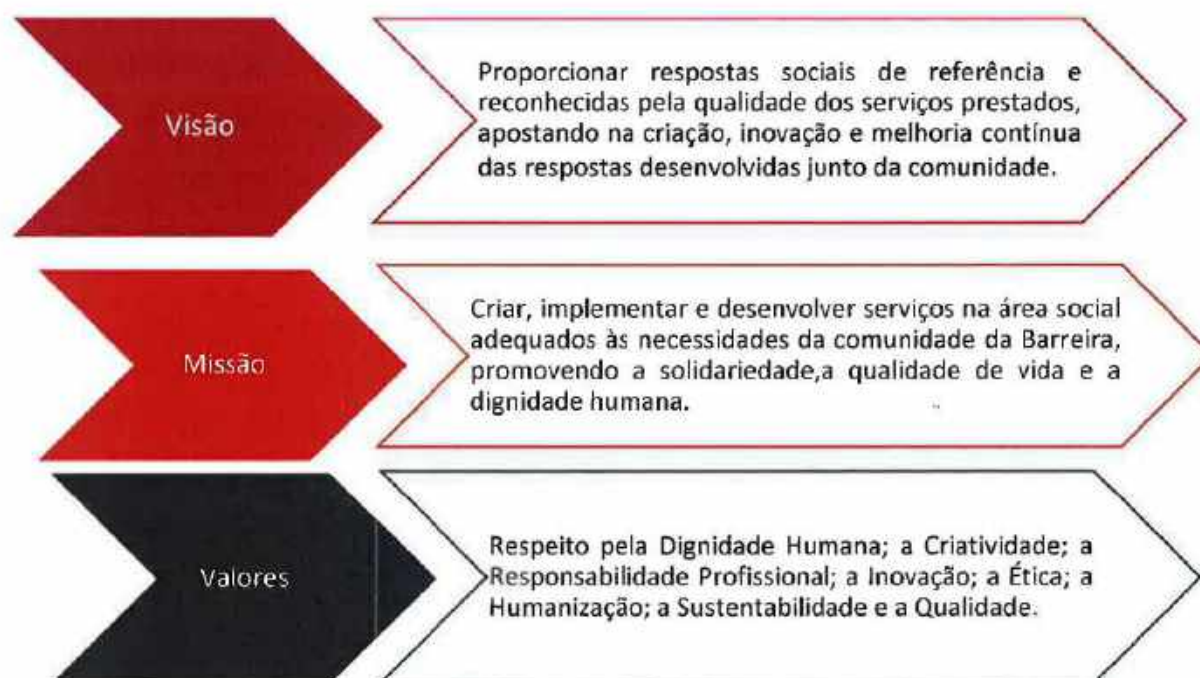 Visão
Proporcionar respostas sociais de referência e
reconhecidas pela qualidade dos serviços prestados,
apostando na criação, inovação e melhoria contínua
das respostas desenvolvidas junto da comunidade.
Missão
Criar, implementar e desenvolver serviços na área social
adequados às necessidades da comunidade da Barreira,
promovendo a solidariedade,a qualidade de vida e a
dignidade humana.
Valores
Respeito pela Dignidade Humana; a Criatividade; a
Responsabilidade Profissional; a Inovação; a Ética; a
Humanização; a Sustentabilidade e a Qualidade.